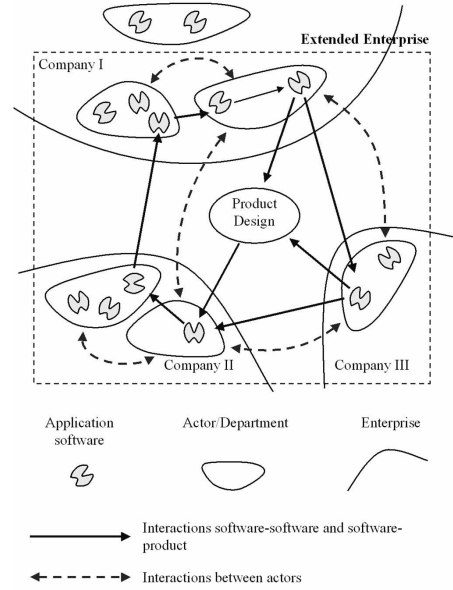 Extended Enterprise
Company I
Product
Design
Company II
Company III
Application
software
Actor/Department
Enterprise
Interactions software-software and software-
product
Interactions between actors